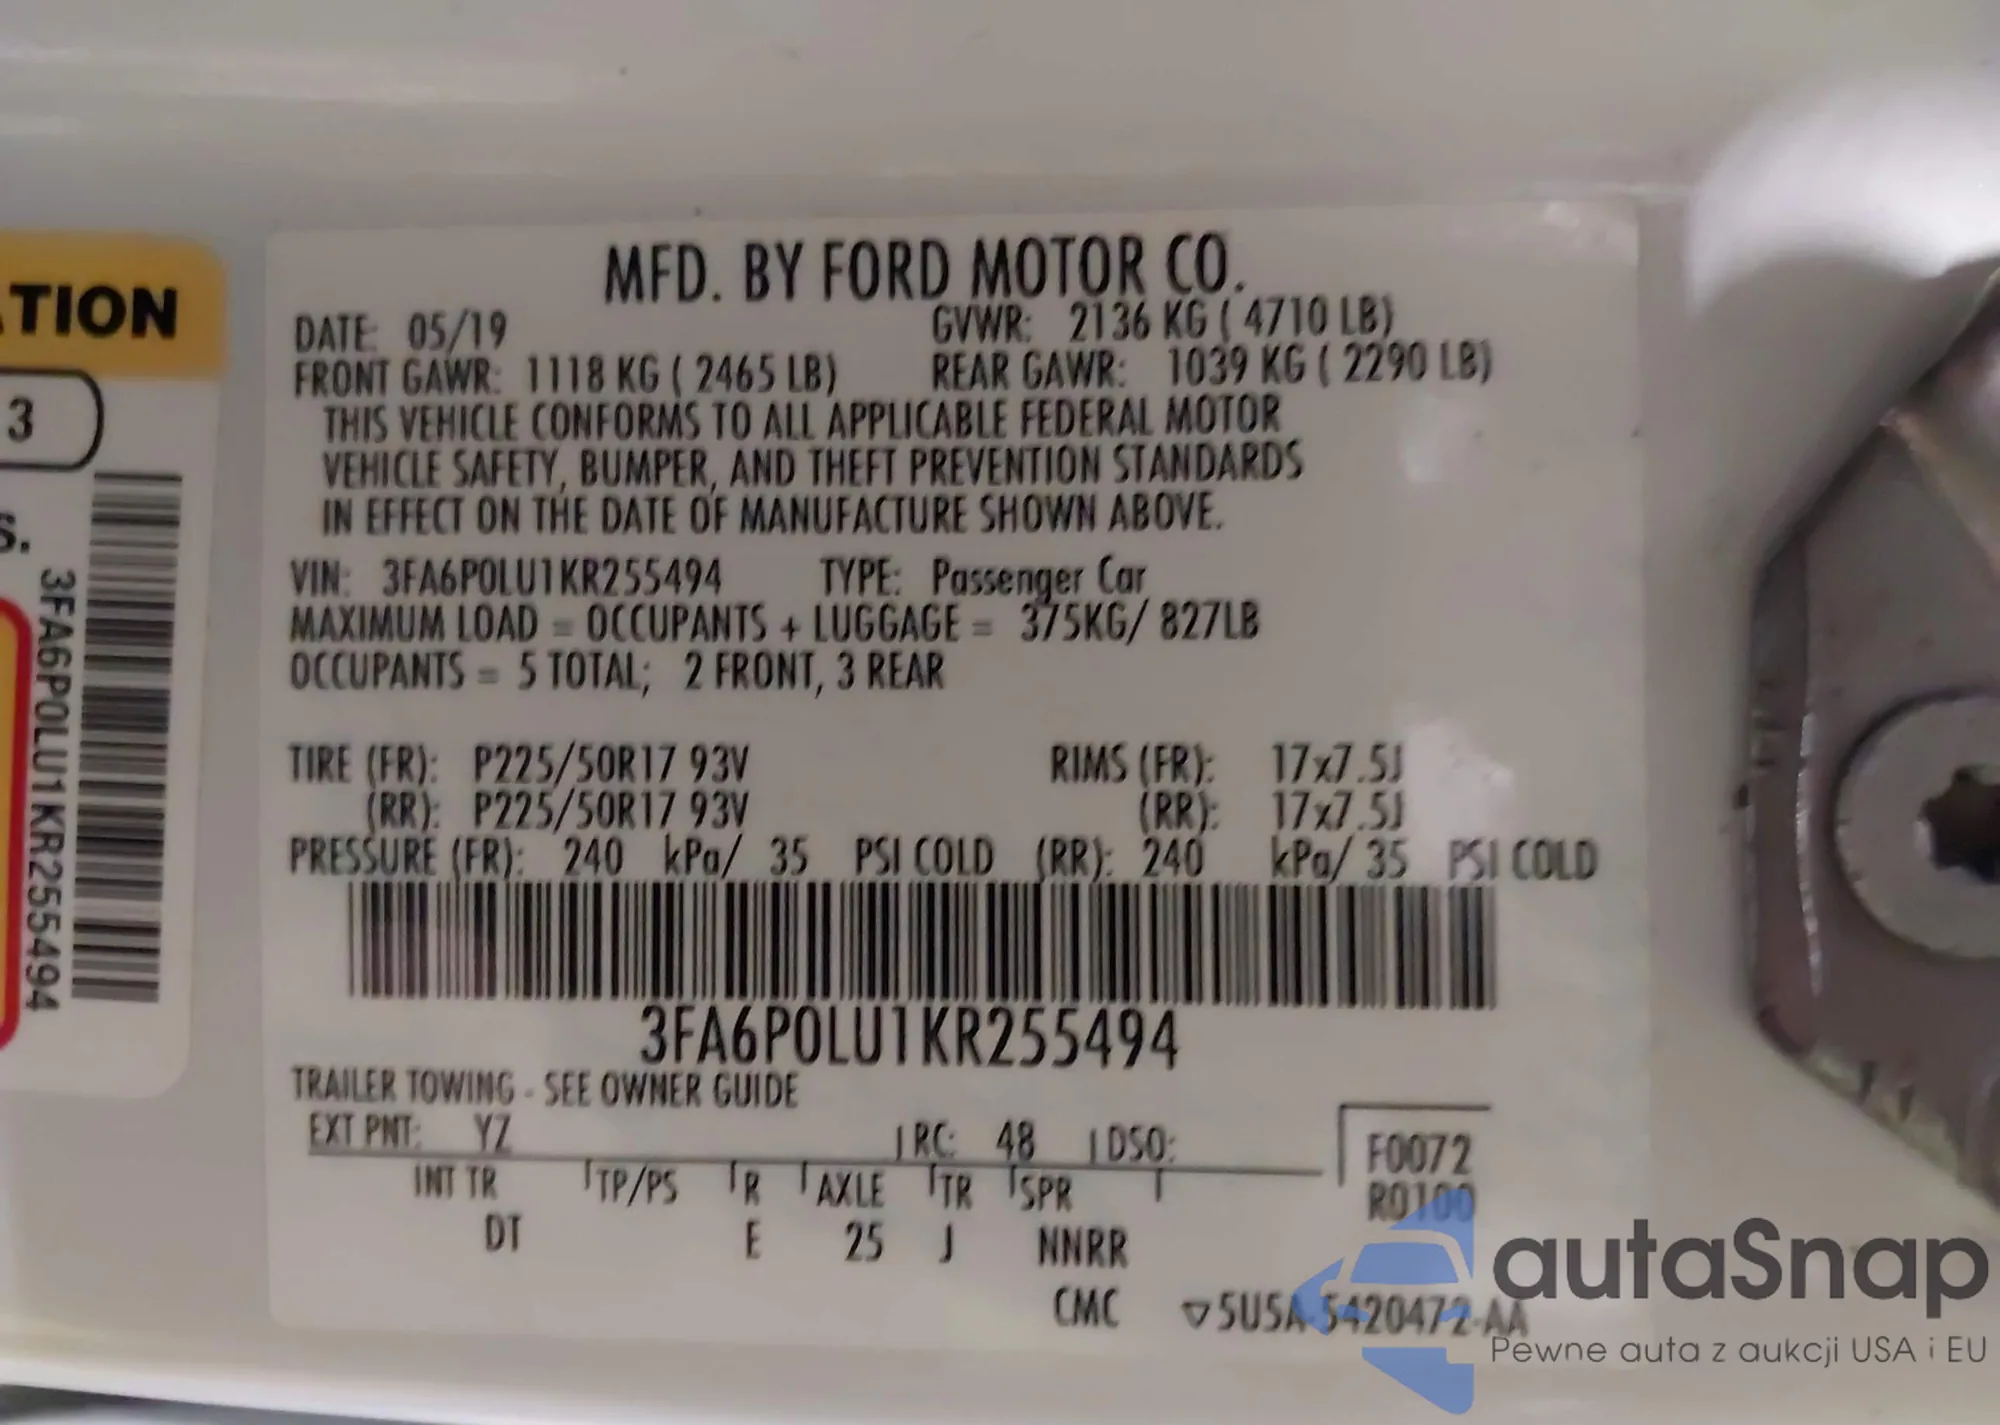 ATION
3
S.
3FA6P0LU1KR255494
MFD. BY FORD MOTOR CO.
DATE: 05/19 GVWR: 2136 KG ( 4710 LB)
FRONT GAWR: 1118 KG ( 2465 LB) REAR GAWR: 1039 KG ( 2290 LB)
THIS VEHICLE CONFORMS TO ALL APPLICABLE FEDERAL MOTOR
VEHICLE SAFETY, BUMPER, AND THEFT PREVENTION STANDARDS
IN EFFECT ON THE DATE OF MANUFACTURE SHOWN ABOVE.
VIN: 3FA6P0LU1KR255494 TYPE: Passenger Car
MAXIMUM LOAD = OCCUPANTS + LUGGAGE = 375KG/ 827LB
OCCUPANTS = 5 TOTAL; 2 FRONT, 3 REAR
TIRE (FR): P225/50R17 93V RIMS (FR): 17x7.5J
(RR): P225/50R17 93V (RR): 17x7.5J
PRESSURE (FR): 240 kPa/ 35 PSI COLD (RR): 240 kPa/ 35 PSI COLD
3FA6P0LU1KR255494
TRAILER TOWING - SEE OWNER GUIDE
EXT PNT: YZ RC: 48 DSO: F0072
R0100
INT TR TP/PS R AXLE TR SPR
DT E 25 J NNRR
CMC ▽5U5A-5420472-AA
autaSnap
Pewne auta z aukcji USA i EU